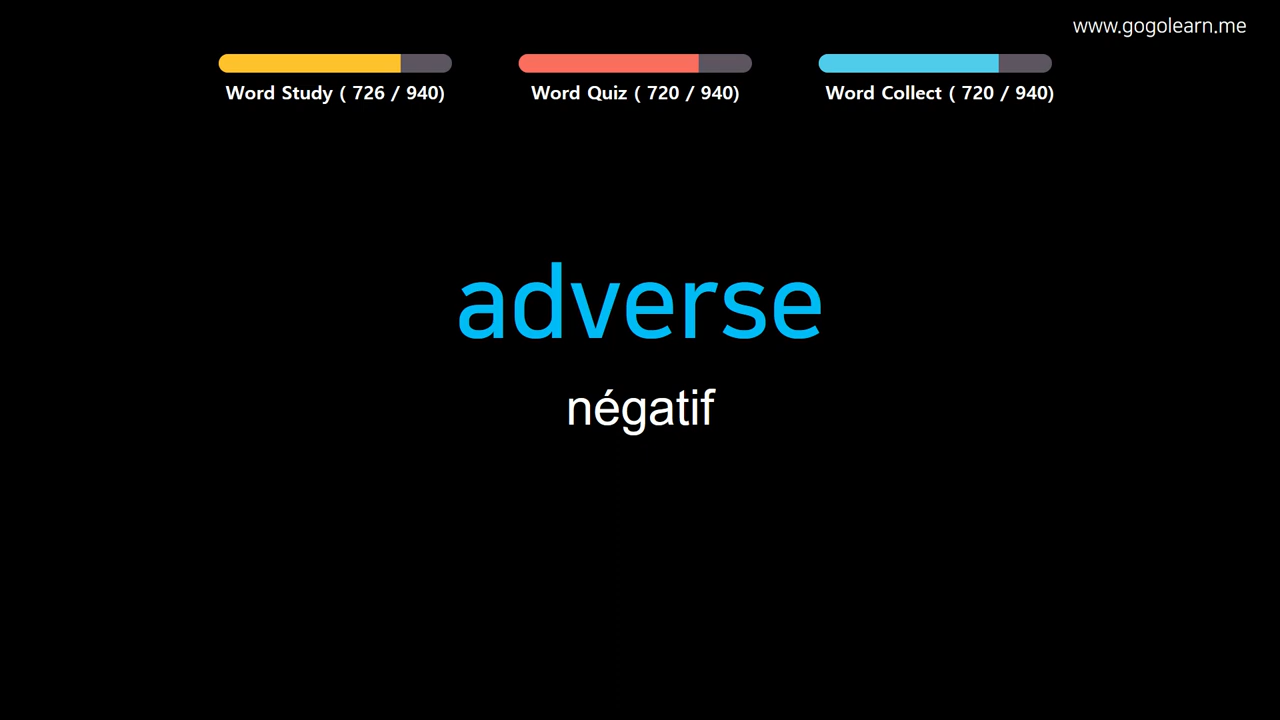 www.gogolearn.me
Word Study ( 726 / 940)
Word Quiz ( 720 / 940)
Word Collect ( 720 / 940)
adverse
négatif